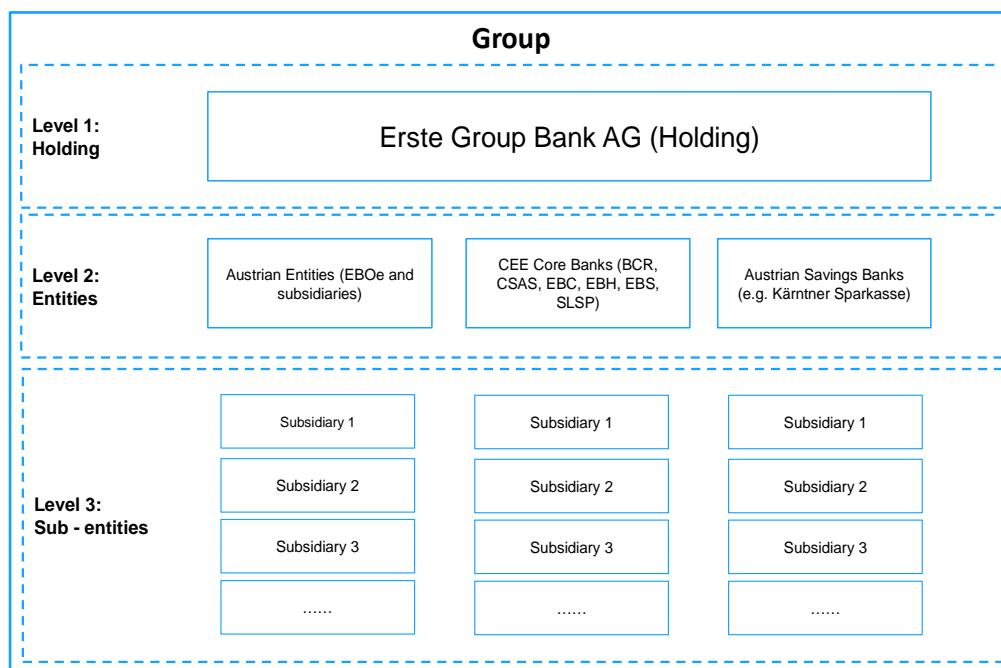 Group
Level 1:
Holding
Erste Group Bank AG (Holding)
Level 2:
Entities
Austrian Entities (EBOe and
subsidiaries)
CEE Core Banks (BCR,
CSAS, EBC, EBH, EBS,
SLSP)
Austrian Savings Banks
(e.g. Kärntner Sparkasse)
Level 3:
Sub - entities
Subsidiary 1
Subsidiary 2
Subsidiary 3
……
Subsidiary 1
Subsidiary 2
Subsidiary 3
……
Subsidiary 1
Subsidiary 2
Subsidiary 3
……